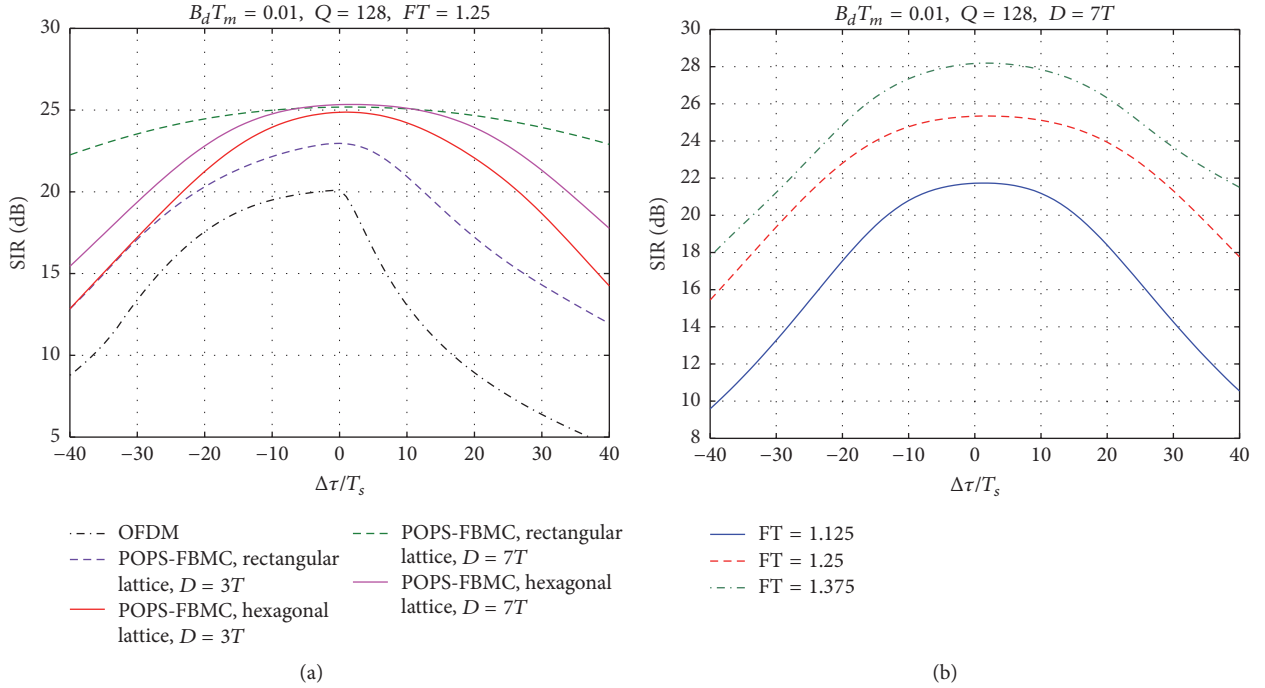 B_dT_m = 0.01, Q = 128, FT = 1.25
30
25
20
15
10
5
SIR (dB)
−40 −30 −20 −10 0 10 20 30 40
Δτ/T_s
OFDM
POPS-FBMC, rectangular
lattice, D = 3T
POPS-FBMC, hexagonal
lattice, D = 3T
POPS-FBMC, rectangular
lattice, D = 7T
POPS-FBMC, hexagonal
lattice, D = 7T
(a)
B_dT_m = 0.01, Q = 128, D = 7T
30
28
26
24
22
20
18
16
14
12
10
8
SIR (dB)
−40 −30 −20 −10 0 10 20 30 40
Δτ/T_s
FT = 1.125
FT = 1.25
FT = 1.375
(b)